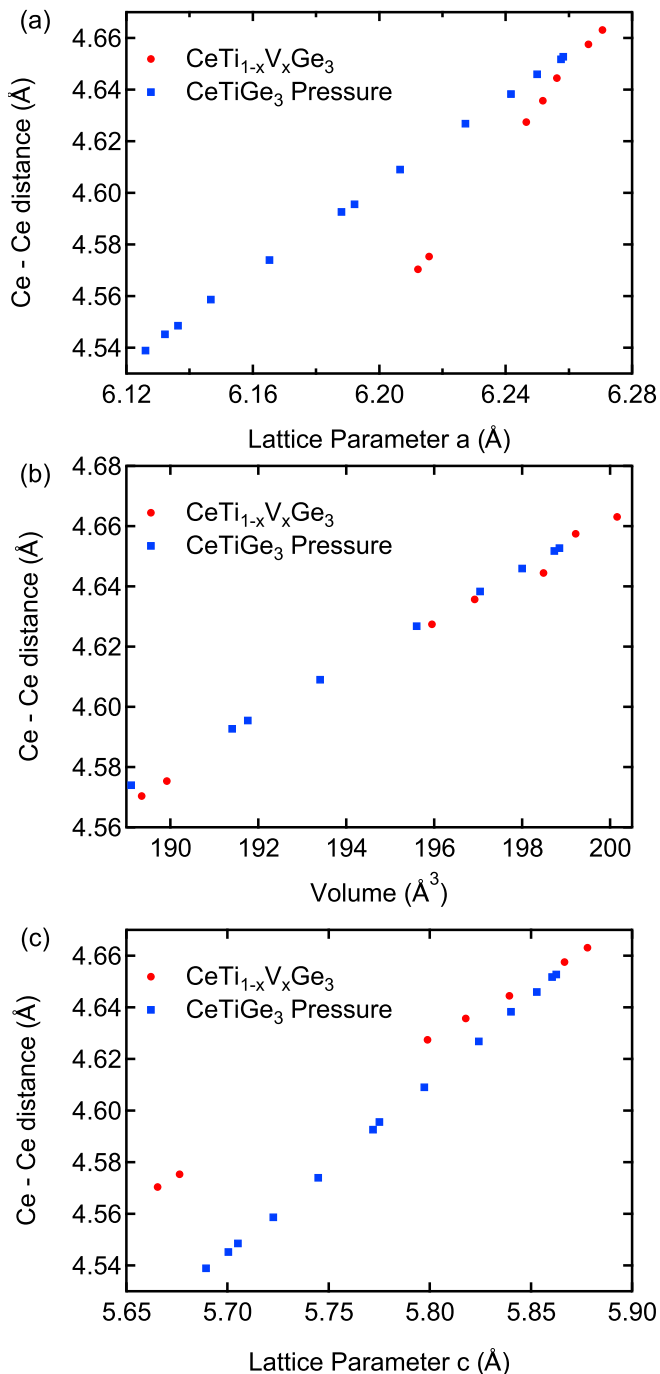 (a)
4.66
4.64
4.62
4.60
4.58
4.56
4.54
Ce - Ce distance (Å)
CeTi₁₋ₓVₓGe₃
CeTiGe₃ Pressure
6.12
6.16
6.20
6.24
6.28
Lattice Parameter a (Å)
(b)
4.68
4.66
4.64
4.62
4.60
4.58
4.56
Ce - Ce distance (Å)
CeTi₁₋ₓVₓGe₃
CeTiGe₃ Pressure
190
192
194
196
198
200
Volume (Å³)
(c)
4.66
4.64
4.62
4.60
4.58
4.56
4.54
Ce - Ce distance (Å)
CeTi₁₋ₓVₓGe₃
CeTiGe₃ Pressure
5.65
5.70
5.75
5.80
5.85
5.90
Lattice Parameter c (Å)